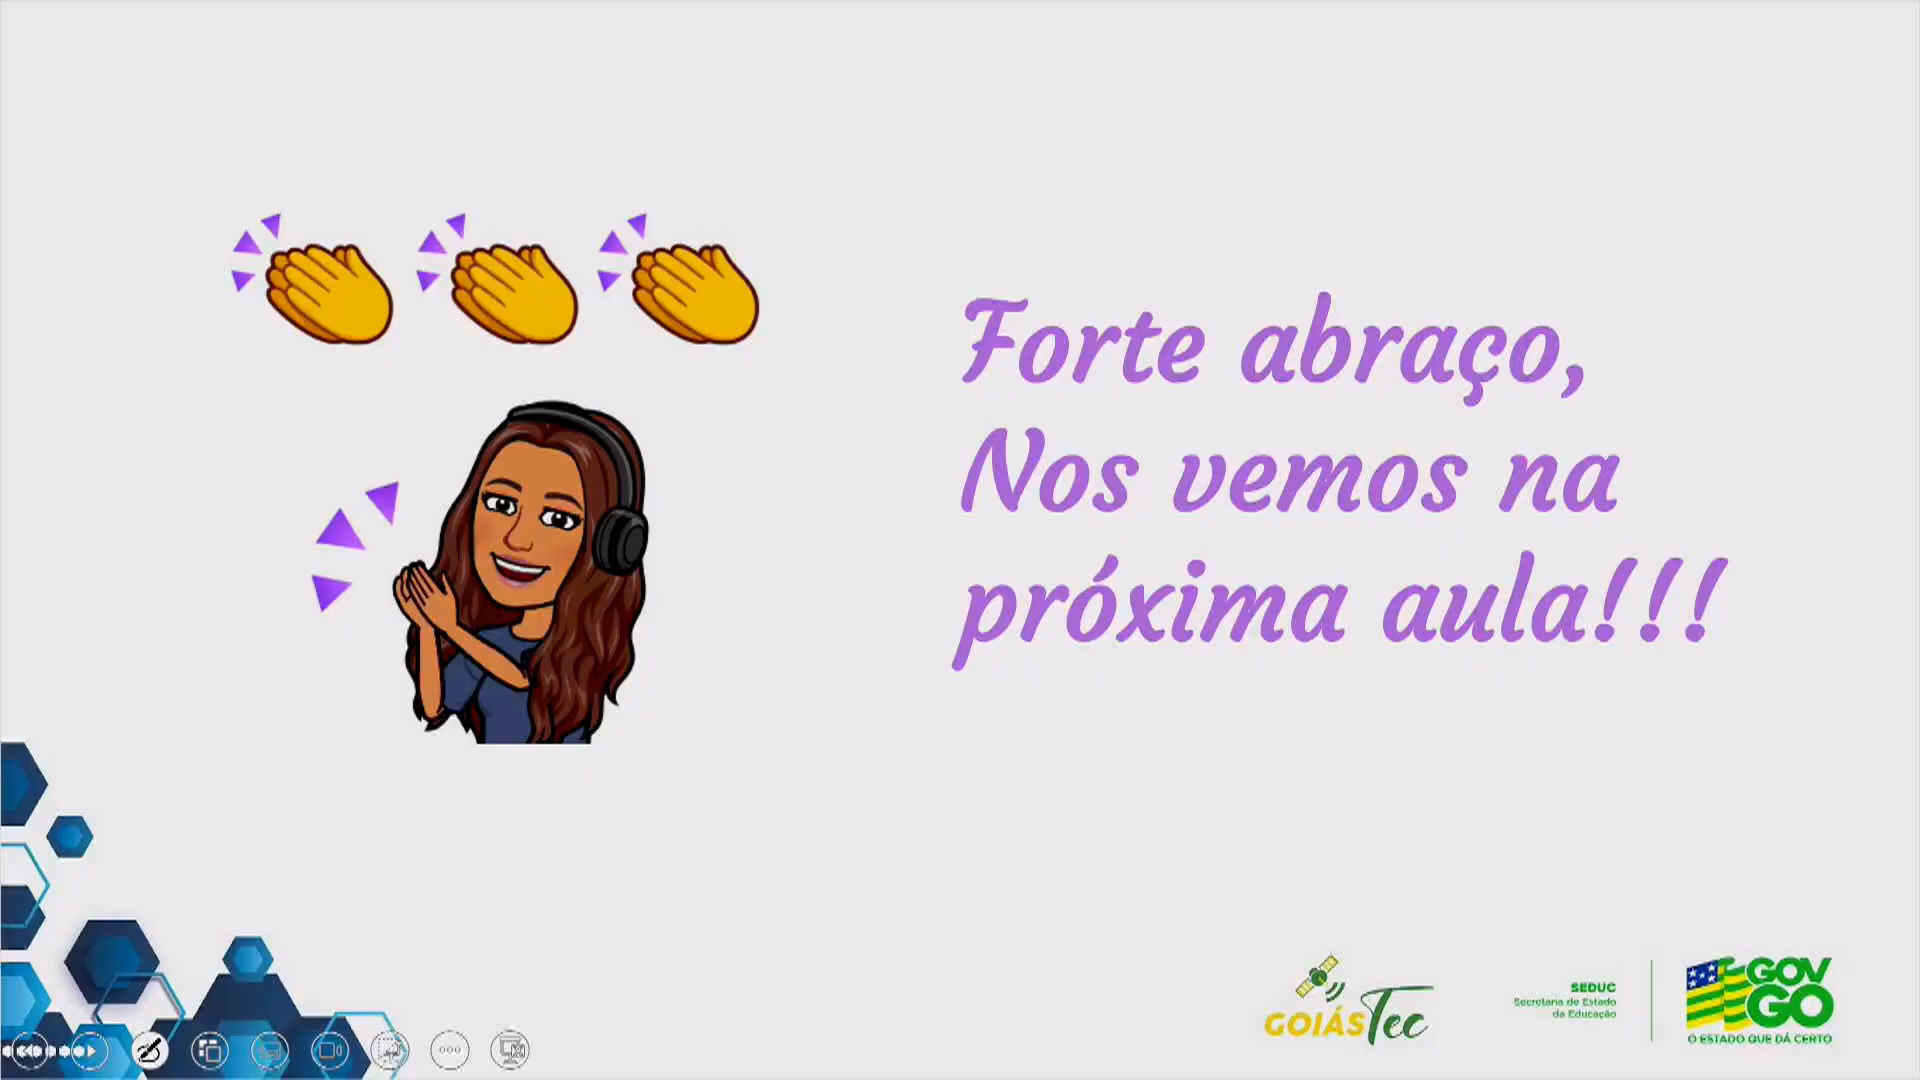 Forte abraço,
Nos vemos na
próxima aula!!!
GOIÁSTec
SEDUC
Secretaria de Estado
da Educação
GOV
GO
O ESTADO QUE DÁ CERTO